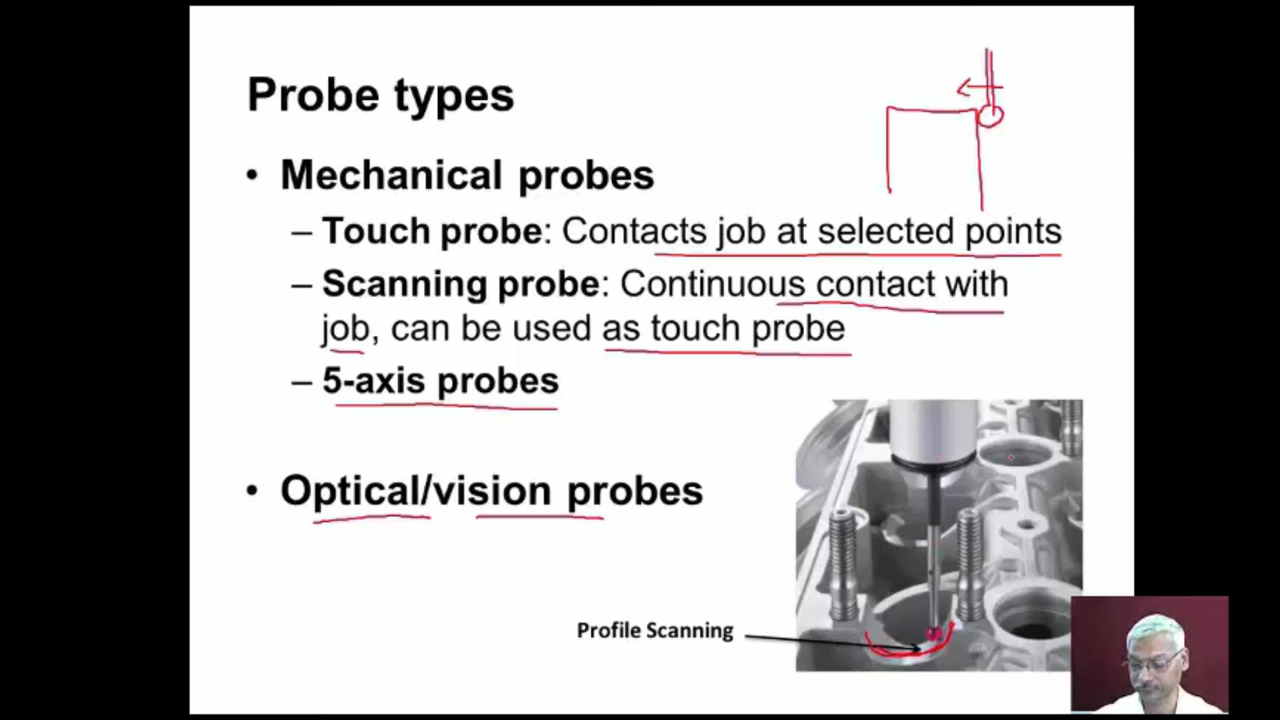 Probe types
• Mechanical probes
– Touch probe: Contacts job at selected points
– Scanning probe: Continuous contact with
job, can be used as touch probe
– 5-axis probes
• Optical/vision probes
Profile Scanning